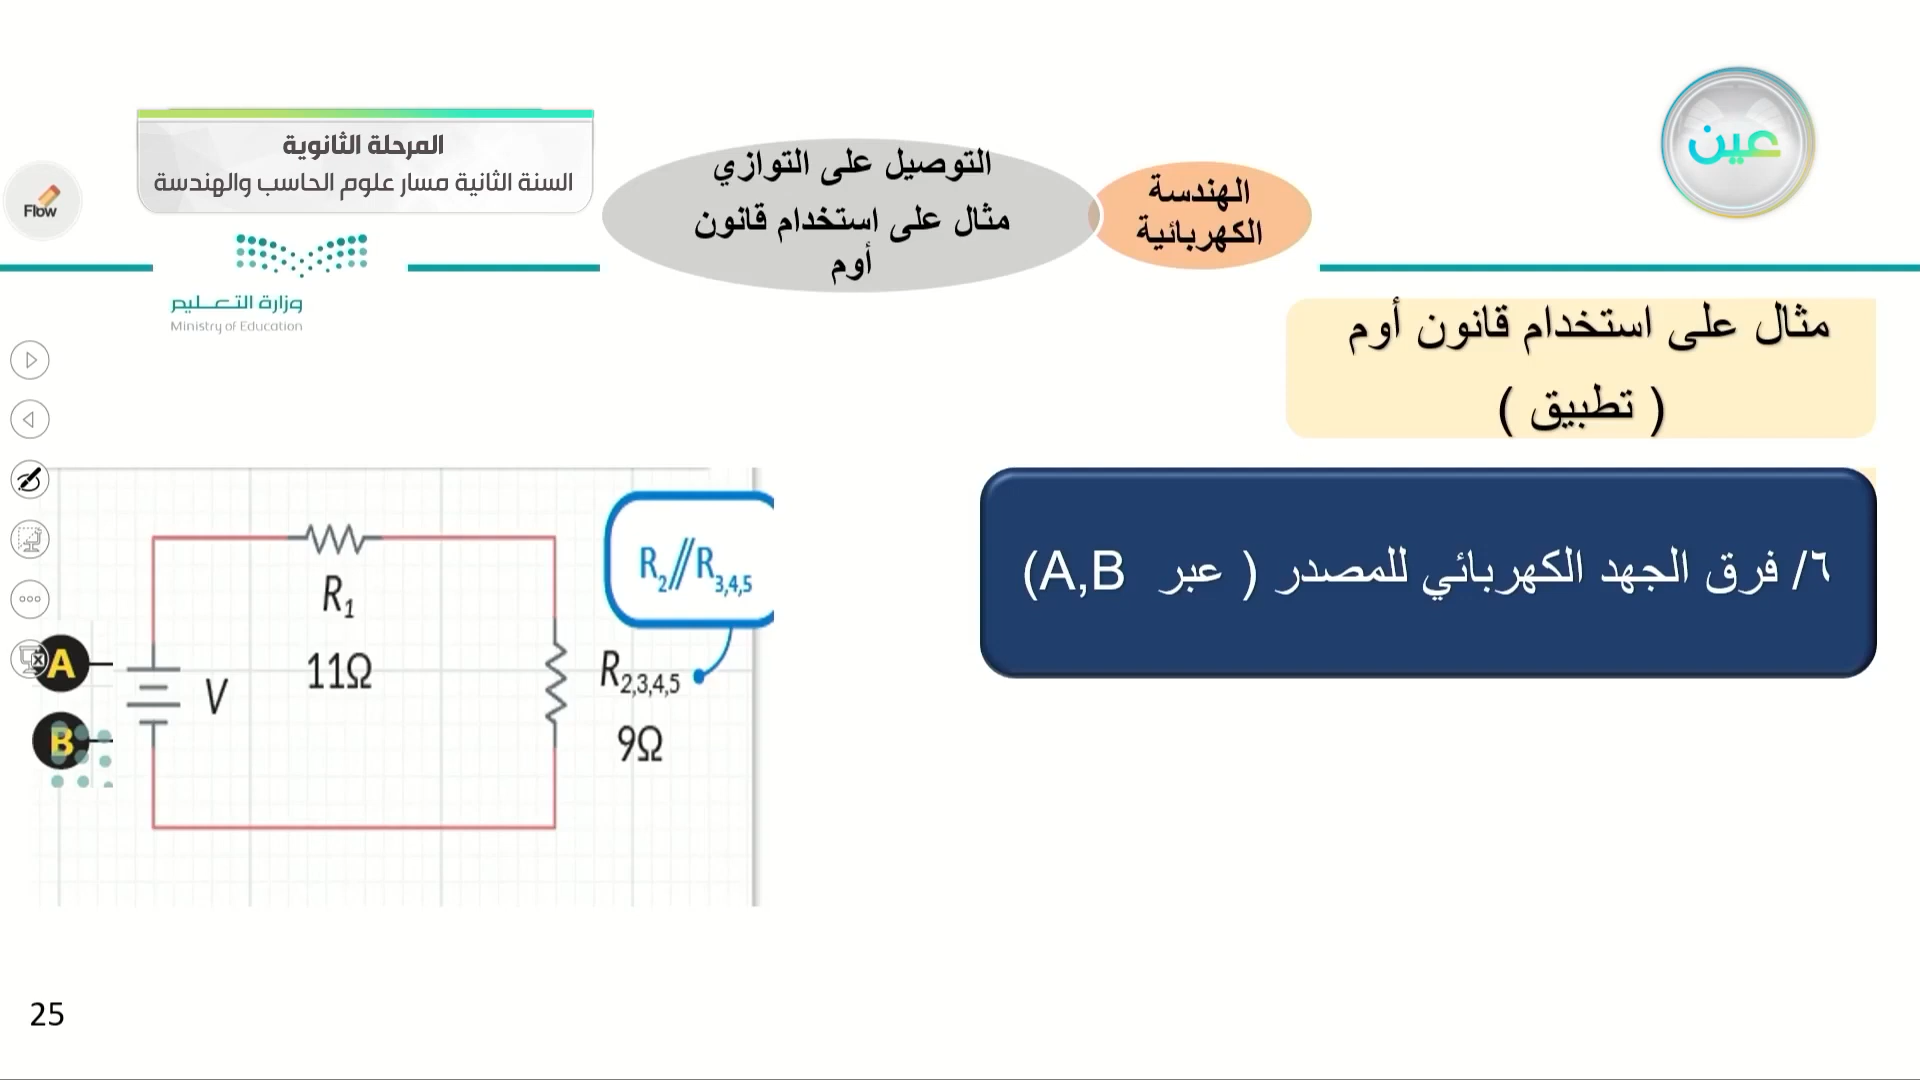 عين
المرحلة الثانوية
السنة الثانية مسار علوم الحاسب والهندسة
الهندسة
الكهربائية
التوصيل على التوازي
مثال على استخدام قانون
أوم
Flow
وزارة التعليم
Ministry of Education
مثال على استخدام قانون أوم
( تطبيق )
٦/ فرق الجهد الكهربائي للمصدر ( عبر A,B)
R2//R3,4,5
R1
11Ω
A
B
V
R2,3,4,5
9Ω
25